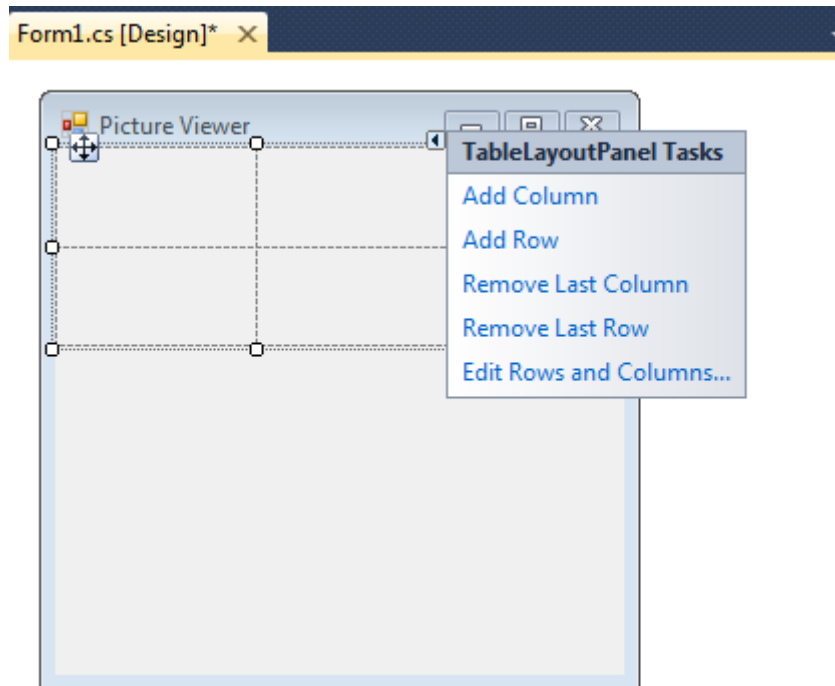 Form1.cs [Design]*
Picture Viewer
TableLayoutPanel Tasks
Add Column
Add Row
Remove Last Column
Remove Last Row
Edit Rows and Columns...